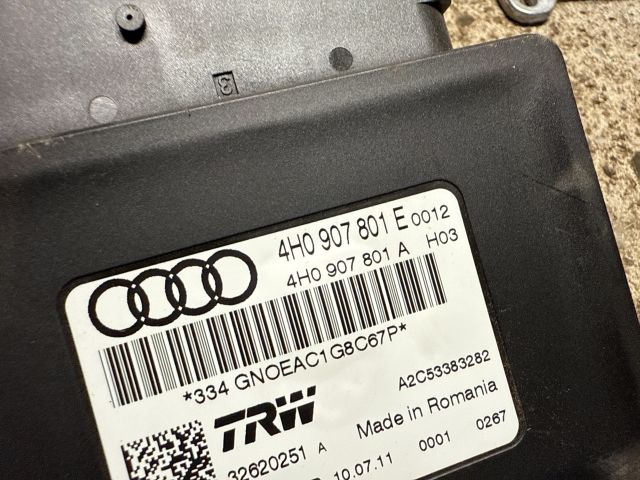 3
4H0 907 801 E 0012
4H0 907 801 A H03
*334 GNOEAC1G8C67P*
TRW A2C53383282
Made in Romania
32620251 A 0001 0267
10.07.11